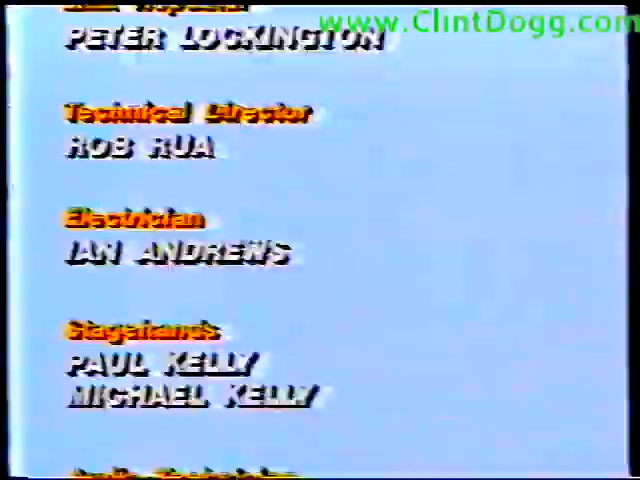 www.ClintDogg.com
PETER LOCKINGTON
Technical Director
ROB RUA
Electrician
IAN ANDREWS
Stagehands
PAUL KELLY
MICHAEL KELLY